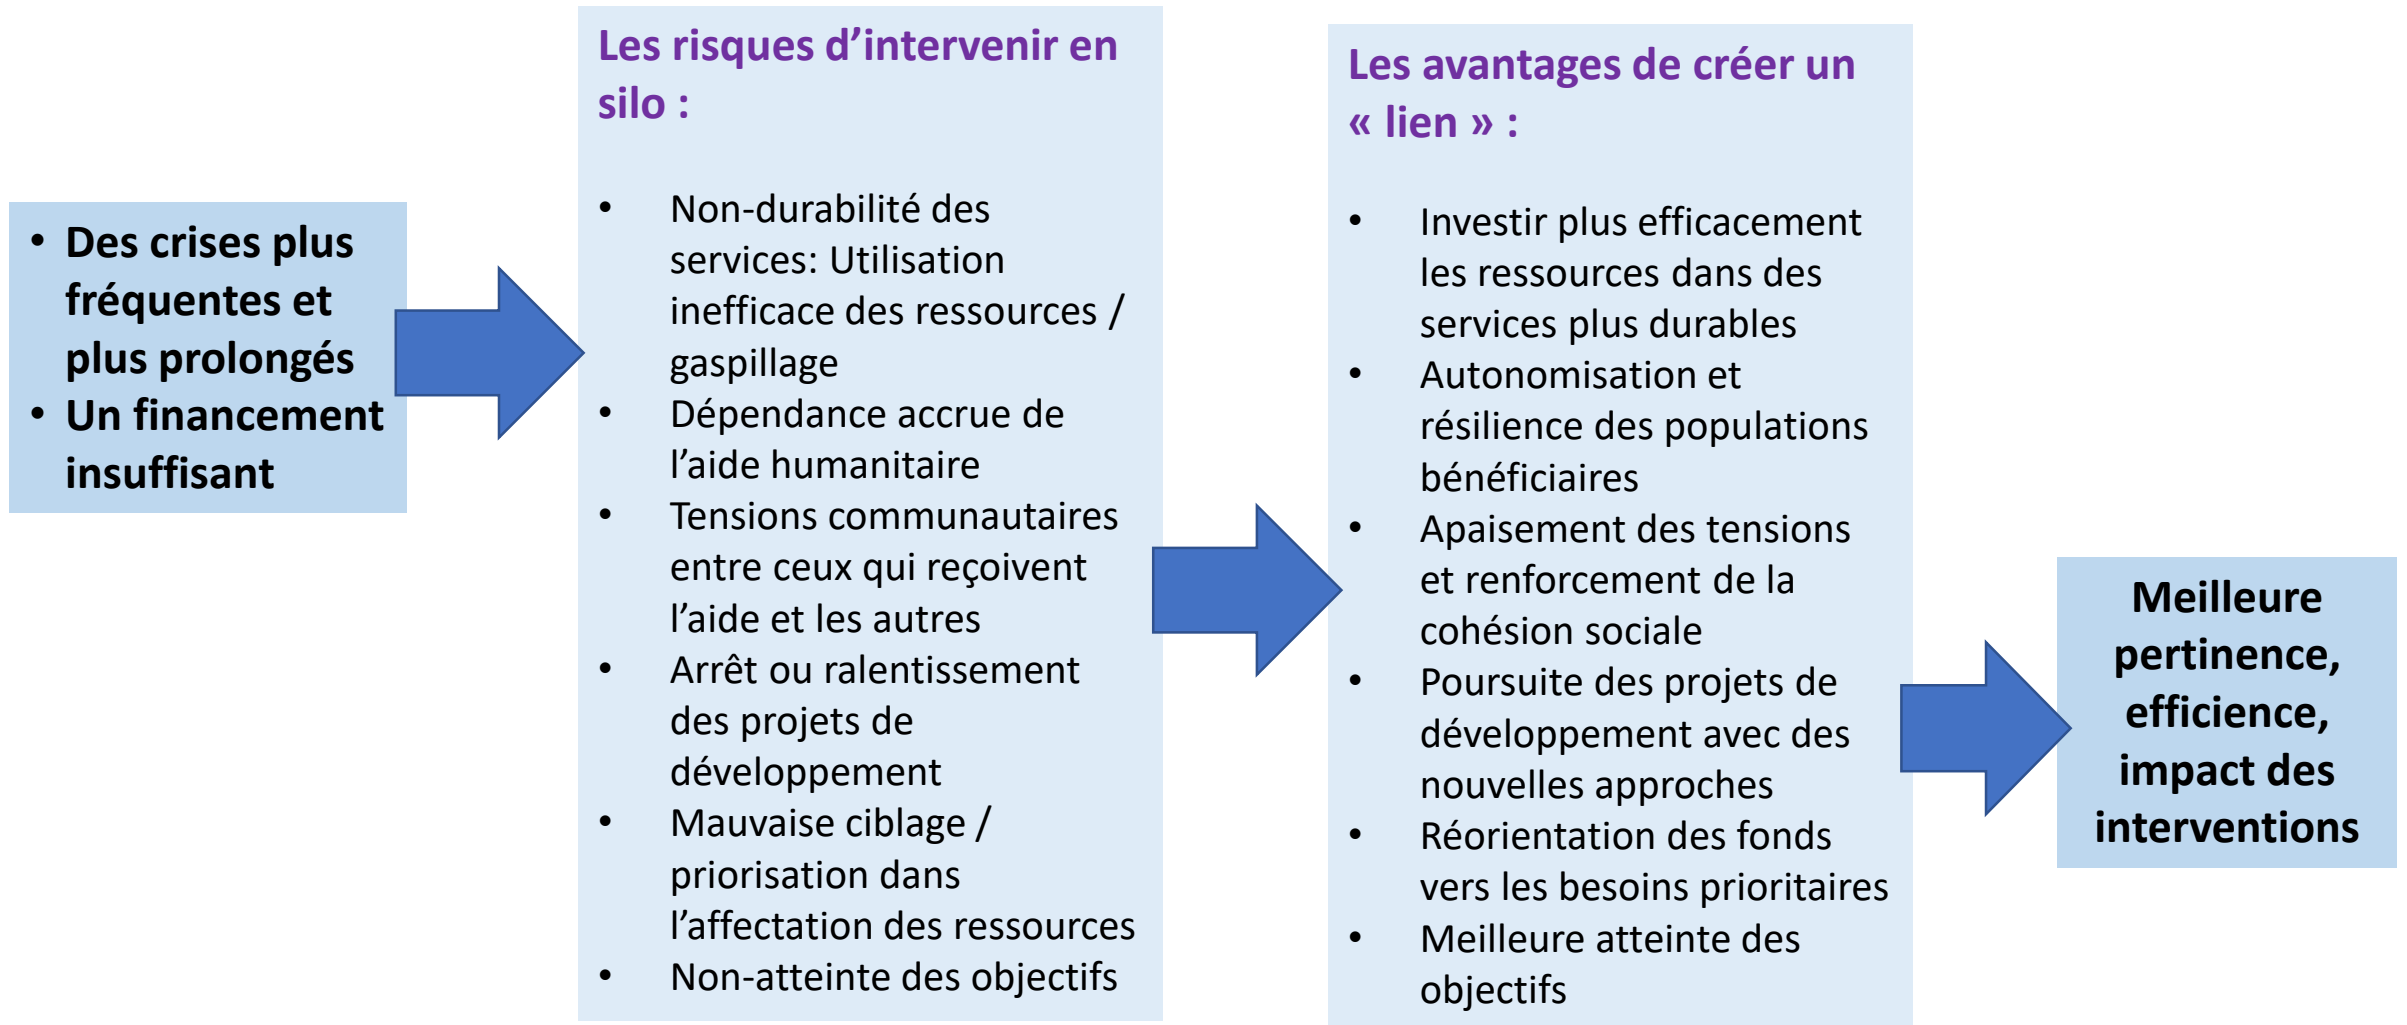 • Des crises plus
fréquentes et
plus prolongés
• Un financement
insuffisant
Les risques d’intervenir en
silo :
• Non-durabilité des
services: Utilisation
inefficace des ressources /
gaspillage
• Dépendance accrue de
l’aide humanitaire
• Tensions communautaires
entre ceux qui reçoivent
l’aide et les autres
• Arrêt ou ralentissement
des projets de
développement
• Mauvaise ciblage /
priorisation dans
l’affectation des ressources
• Non-atteinte des objectifs
Les avantages de créer un
« lien » :
• Investir plus efficacement
les ressources dans des
services plus durables
• Autonomisation et
résilience des populations
bénéficiaires
• Apaisement des tensions
et renforcement de la
cohésion sociale
• Poursuite des projets de
développement avec des
nouvelles approches
• Réorientation des fonds
vers les besoins prioritaires
• Meilleure atteinte des
objectifs
Meilleure
pertinence,
efficience,
impact des
interventions